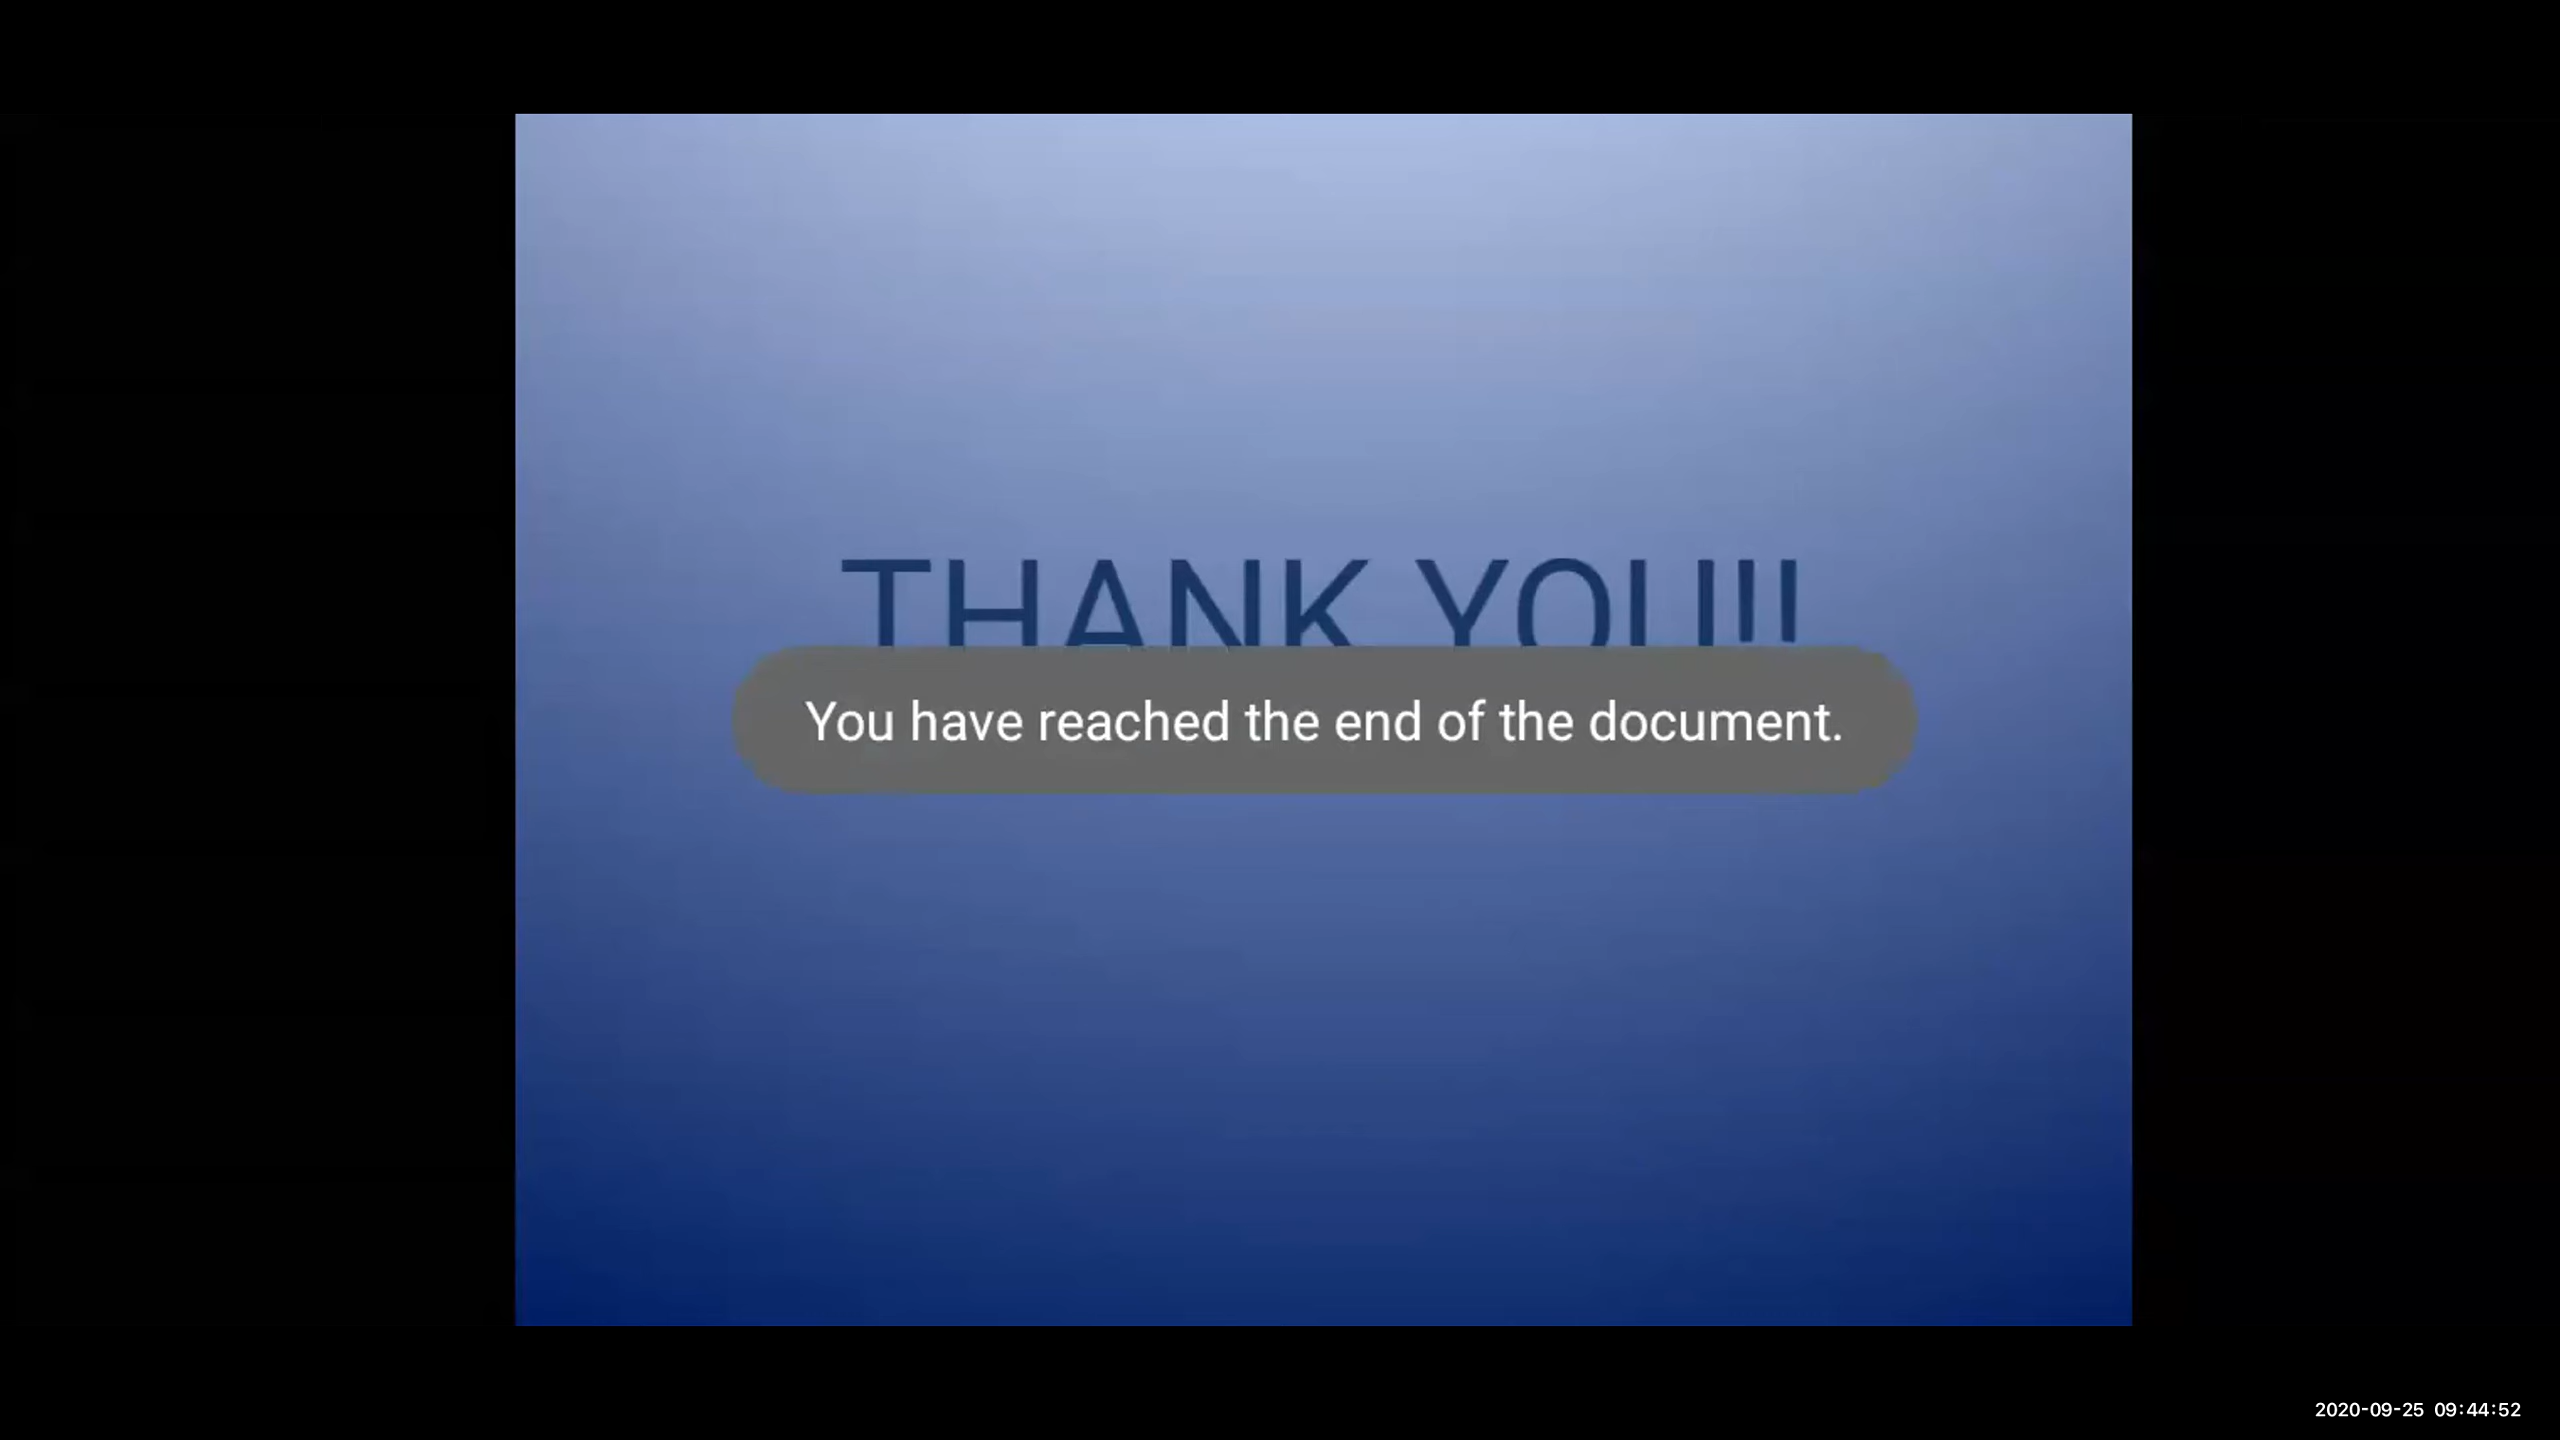 THANK YOU!!
You have reached the end of the document.
2020-09-25 09:44:52